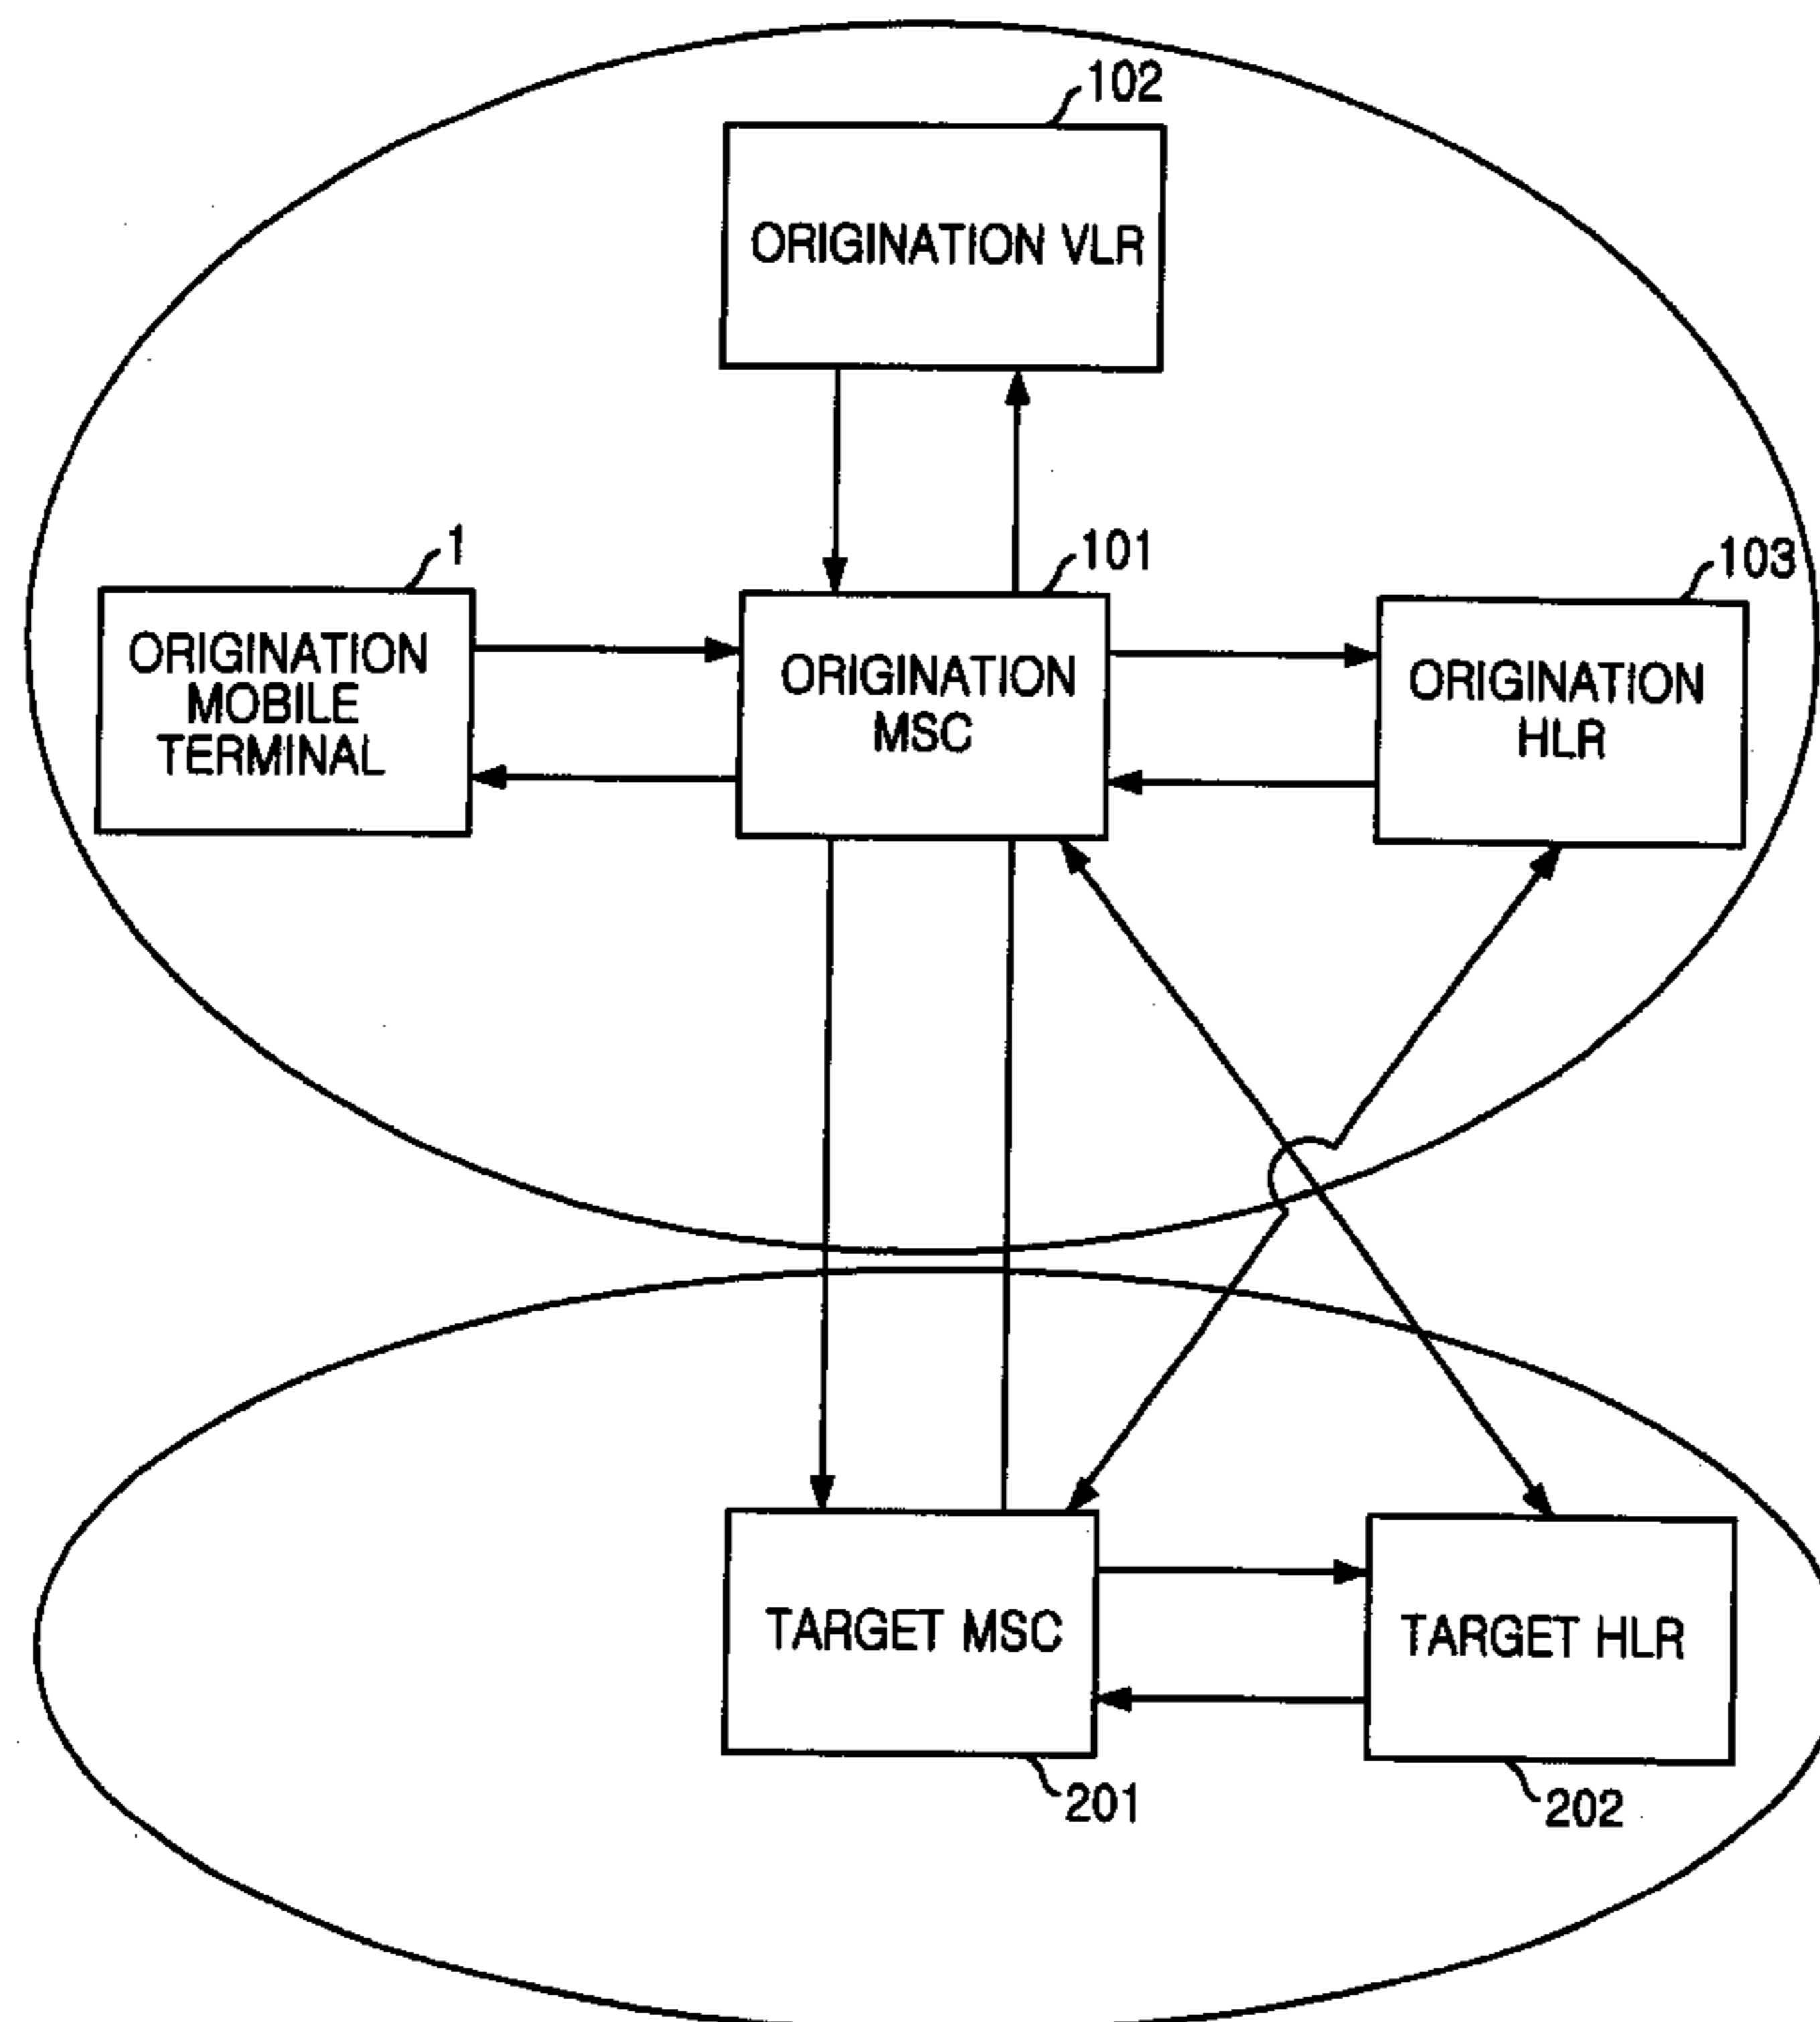 102
ORIGINATION VLR
1
101
103
ORIGINATION
MOBILE
TERMINAL
ORIGINATION
MSC
ORIGINATION
HLR
TARGET MSC
TARGET HLR
201
202